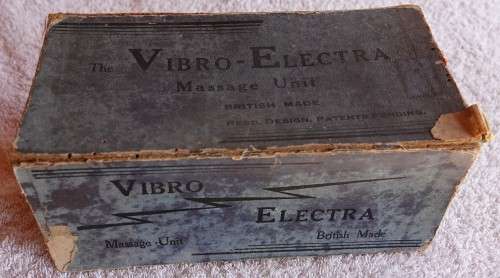 The VIBRO-ELECTRA
Massage Unit
BRITISH MADE
REGD. DESIGN, PATENTS PENDING.
VIBRO
ELECTRA
Massage Unit
British Made